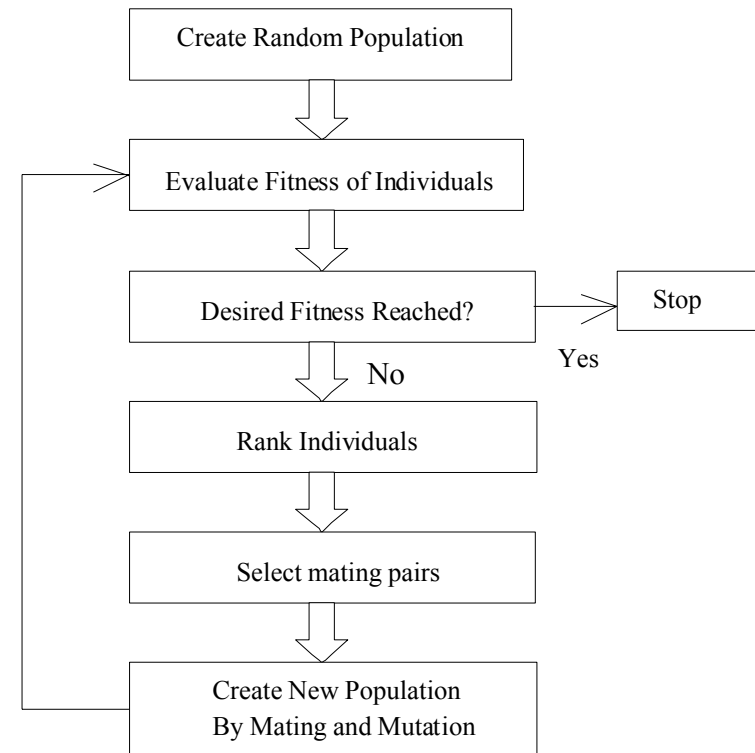 Create Random Population
Evaluate Fitness of Individuals
Desired Fitness Reached?
Stop
Yes
No
Rank Individuals
Select mating pairs
Create New Population
By Mating and Mutation